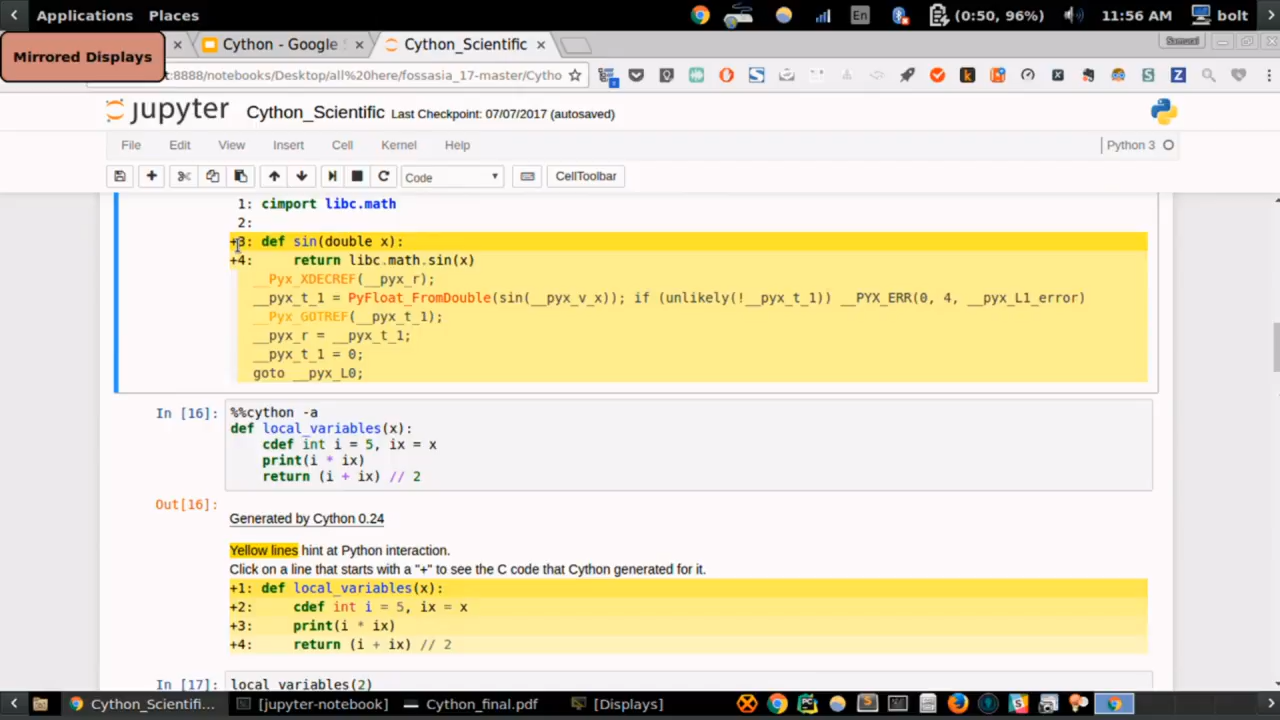 Applications Places En (0:50, 96%) 11:56 AM bolt
Mirrored Displays
Cython - Google Cython_Scientific Samuel
:8888/notebooks/Desktop/all%20here/fossasia_17-master/Cytho
jupyter Cython_Scientific Last Checkpoint: 07/07/2017 (autosaved)
File Edit View Insert Cell Kernel Help Python 3
Code CellToolbar
1: cimport libc.math
2:
+3: def sin(double x):
+4: return libc.math.sin(x)
__Pyx_XDECREF(__pyx_r);
__pyx_t_1 = PyFloat_FromDouble(sin(__pyx_v_x)); if (unlikely(!__pyx_t_1)) __PYX_ERR(0, 4, __pyx_L1_error)
__Pyx_GOTREF(__pyx_t_1);
__pyx_r = __pyx_t_1;
__pyx_t_1 = 0;
goto __pyx_L0;
In [16]: %%cython -a
def local_variables(x):
cdef int i = 5, ix = x
print(i * ix)
return (i + ix) // 2
Out[16]:
Generated by Cython 0.24
Yellow lines hint at Python interaction.
Click on a line that starts with a "+" to see the C code that Cython generated for it.
+1: def local_variables(x):
+2: cdef int i = 5, ix = x
+3: print(i * ix)
+4: return (i + ix) // 2
In [17]: local_variables(2)
Cython_Scientifi... [jupyter-notebook] Cython_final.pdf [Displays]